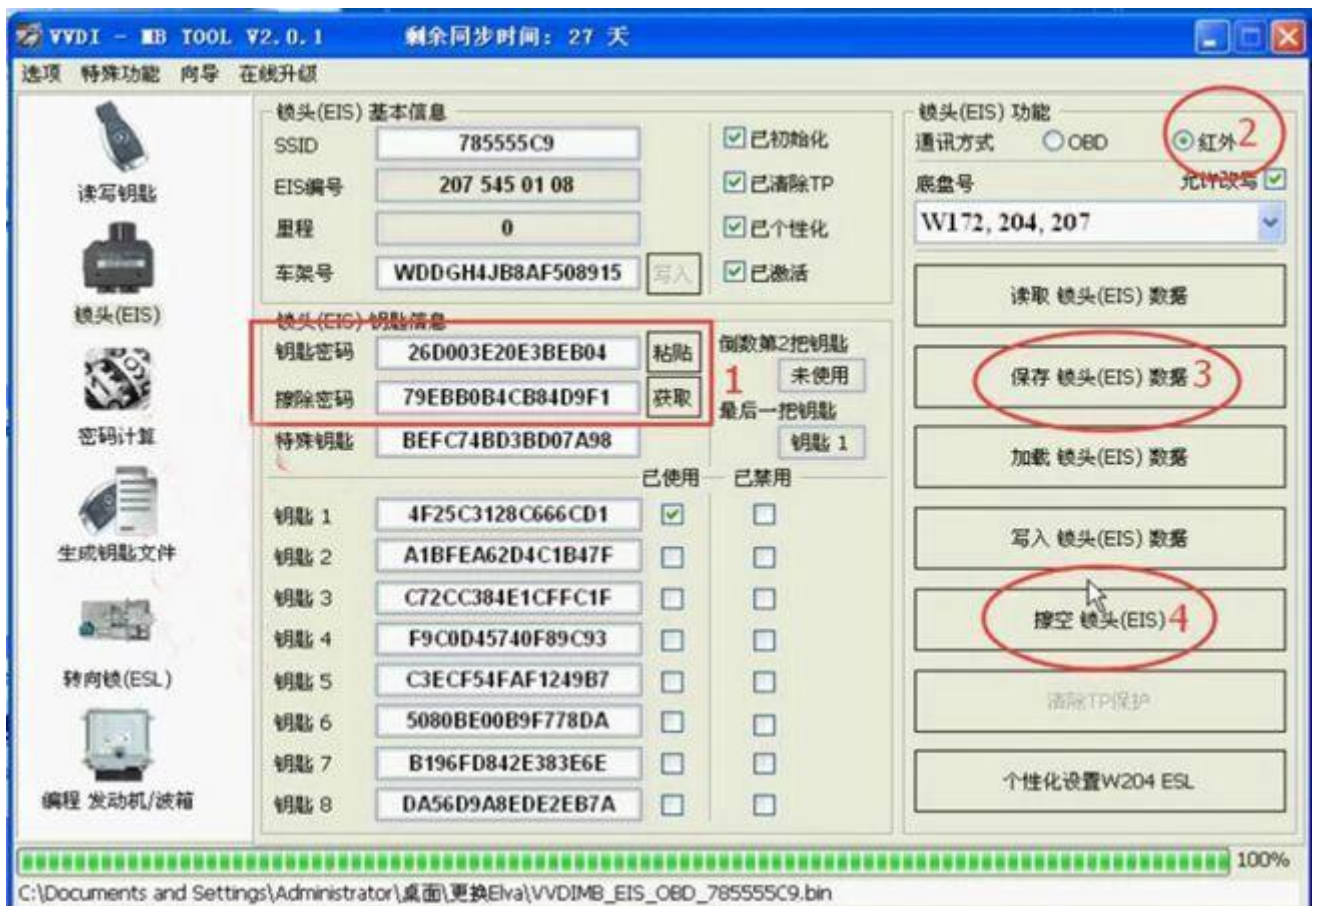 VVDI - MB TOOL V2.0.1 剩余同步时间: 27 天
选项 特殊功能 向导 在线升级
读写钥匙
锁头(EIS)
密码计算
生成钥匙文件
转向锁(ESL)
编程 发动机/波箱
锁头(EIS) 基本信息
SSID 785555C9 已初始化
EIS编号 207 545 01 08 已清除TP
里程 0 已个性化
车架号 WDDGH4JB8AF508915 写入 已激活
锁头(EIS) 钥匙信息
钥匙密码 26D003E20E3BEB04 粘贴
擦除密码 79EBB0B4CB84D9F1 获取
1
特殊钥匙 BEFC74BD3BD07A98
倒数第2把钥匙
未使用
最后一把钥匙
钥匙 1
已使用 已禁用
钥匙 1 4F25C3128C666CD1
钥匙 2 A1BFEA62D4C1B47F
钥匙 3 C72CC384E1CFFC1F
钥匙 4 F9C0D45740F89C93
钥匙 5 C3ECF54FAF1249B7
钥匙 6 5080BE00B9F778DA
钥匙 7 B196FD842E383E6E
钥匙 8 DA56D9A8EDE2EB7A
锁头(EIS) 功能
通讯方式 OBD 红外 2
底盘号 允许改写
W172, 204, 207
读取 锁头(EIS) 数据
保存 锁头(EIS) 数据 3
加载 锁头(EIS) 数据
写入 锁头(EIS) 数据
擦空 锁头(EIS) 4
清除TP保护
个性化设置W204 ESL
100%
C:\Documents and Settings\Administrator\桌面\更换Elva\VVDIMB_EIS_OBD_785555C9.bin